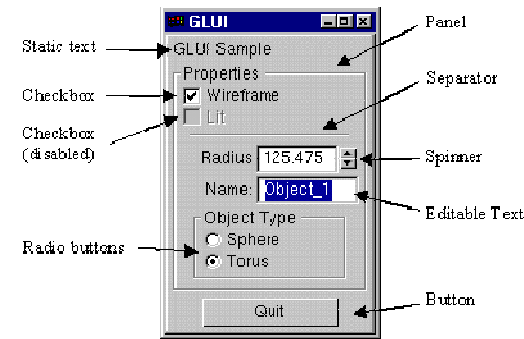 GLUI
Panel
Static text
GLUI Sample
Properties
Separator
Checkbox
Wireframe
Checkbox
(disabled)
Lit
Radius
125.475
Spinner
Name:
Object_1
Editable Text
Object Type
Radio buttons
Sphere
Torus
Quit
Button